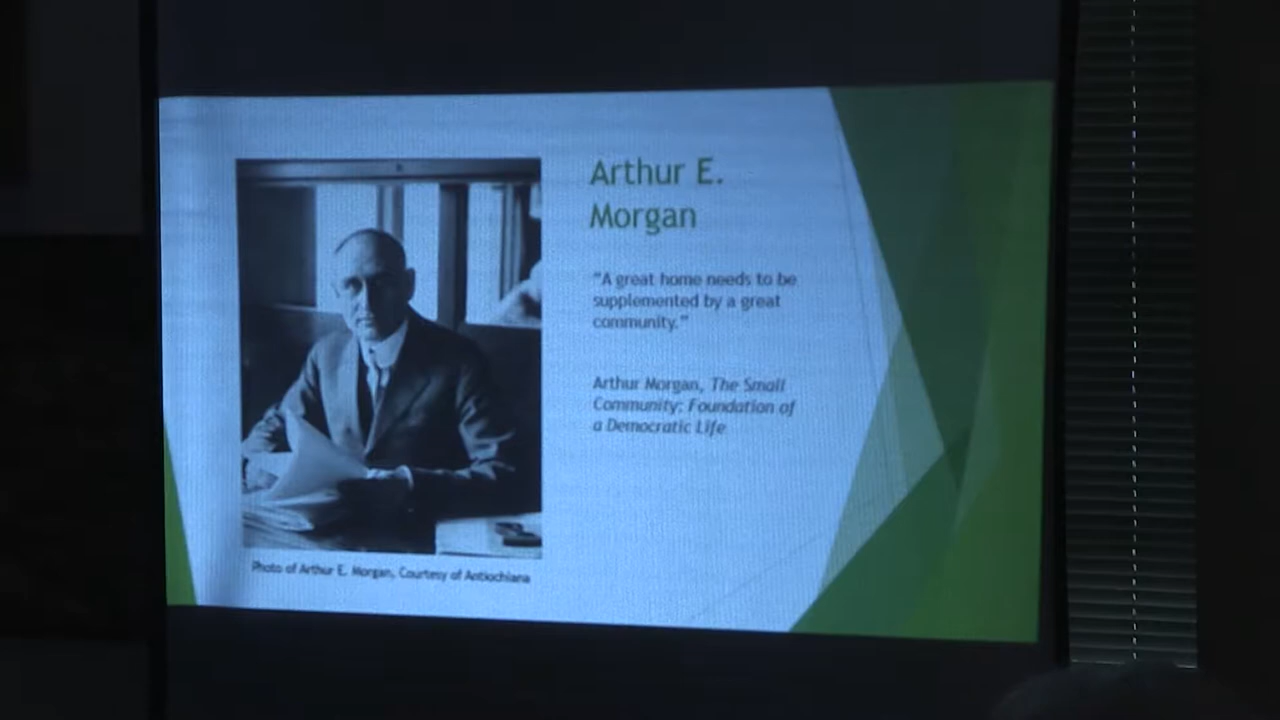 Arthur E.
Morgan
"A great home needs to be
supplemented by a great
community."
Arthur Morgan, The Small
Community: Foundation of
a Democratic Life
Photo of Arthur E. Morgan, Courtesy of Antiochiana